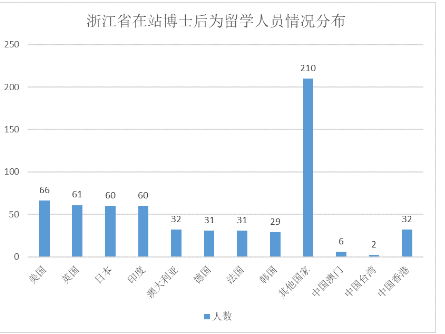 浙江省在站博士后为留学人员情况分布
250
200
150
100
50
0
66
61
60
60
32
31
31
29
210
6
2
32
美国
英国
日本
印度
澳大利亚
德国
法国
韩国
其他国家
中国澳门
中国台湾
中国香港
人数